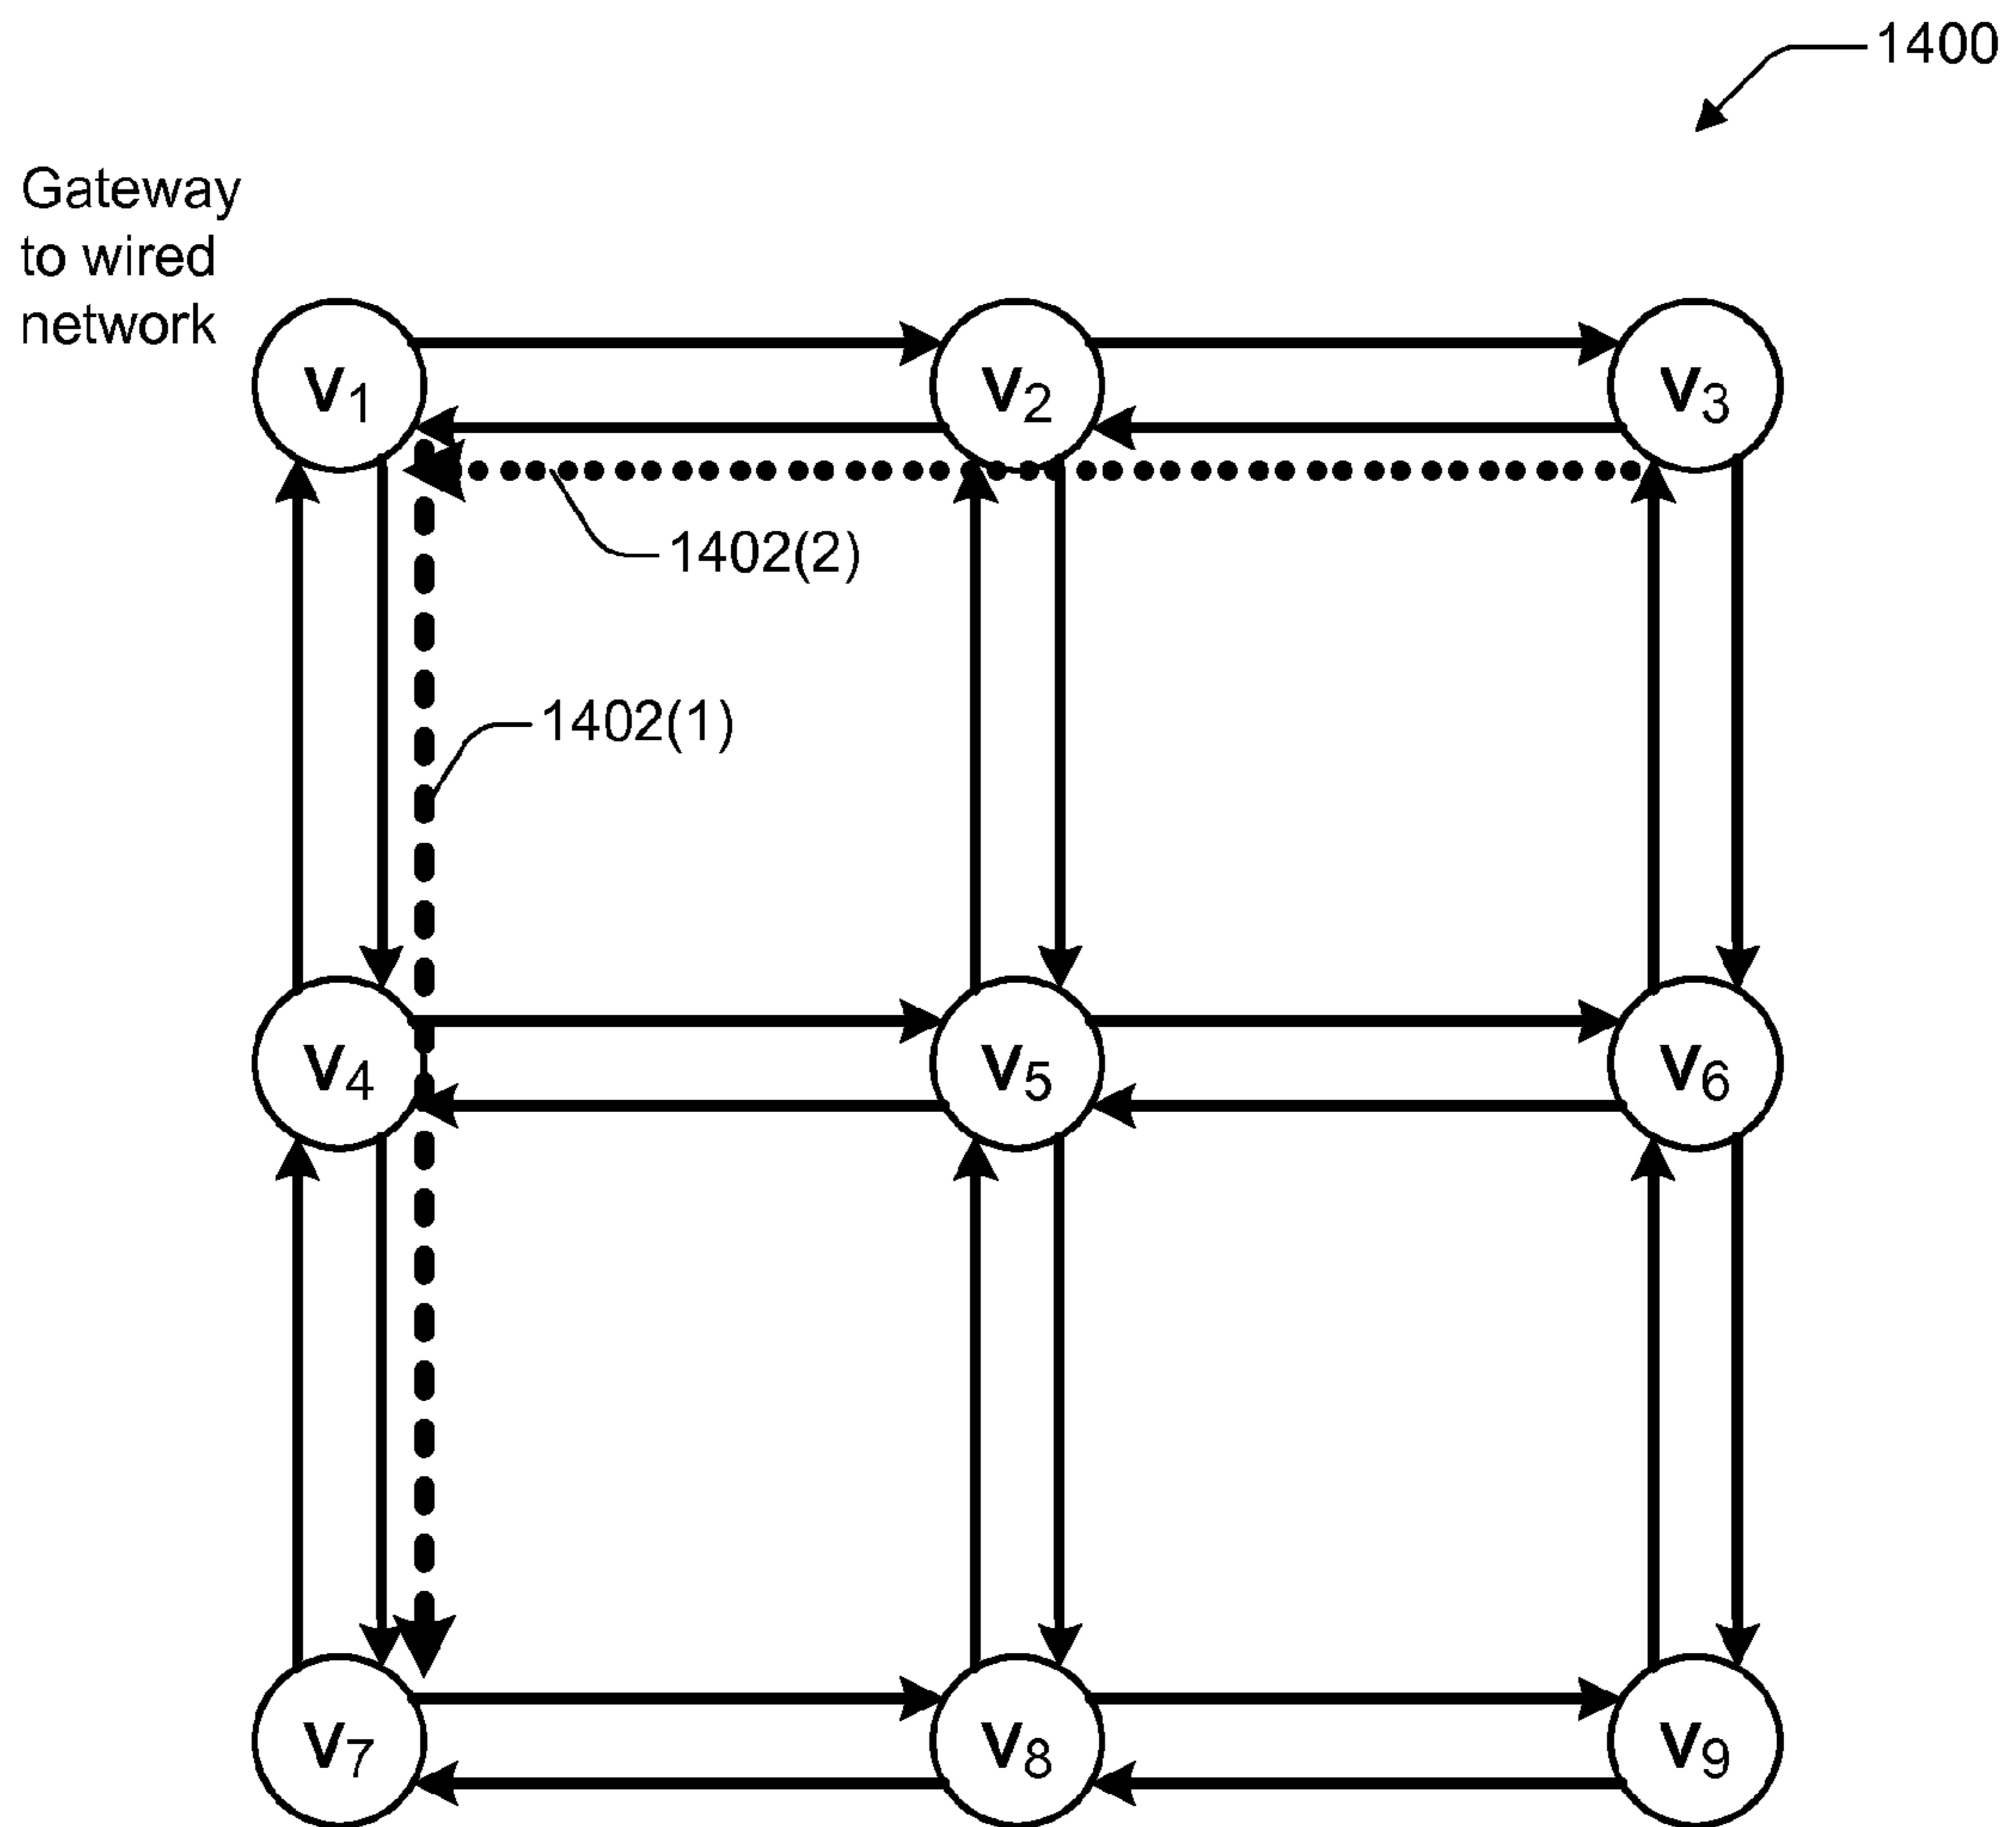 1400
Gateway
to wired
network
v1
v2
v3
1402(2)
1402(1)
v4
v5
v6
v7
v8
v9